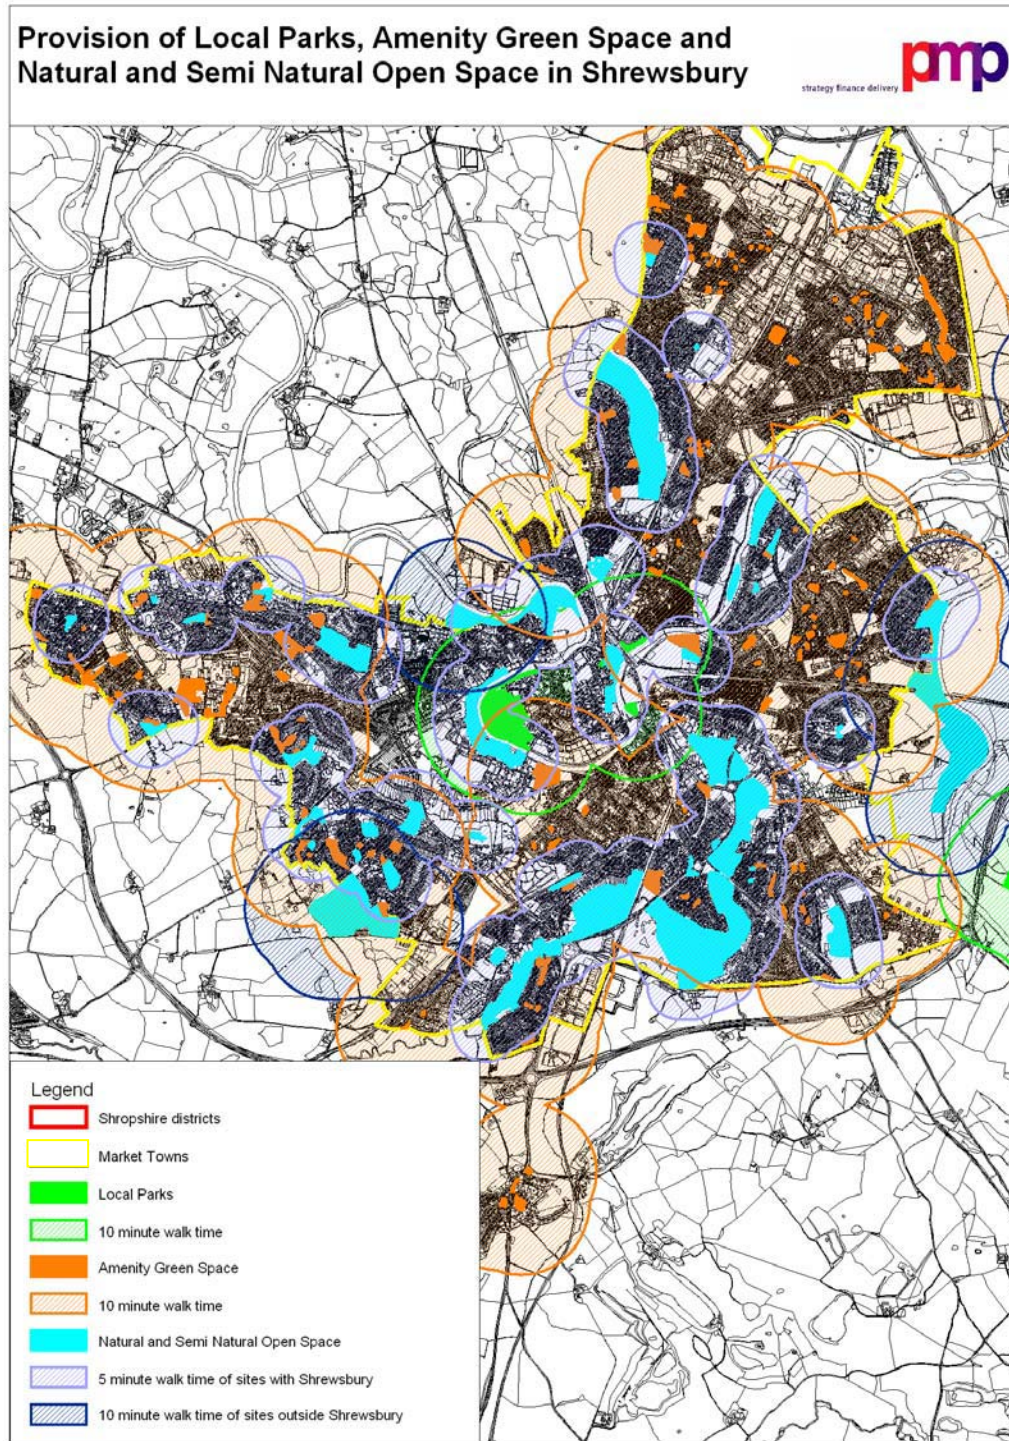 Provision of Local Parks, Amenity Green Space and
Natural and Semi Natural Open Space in Shrewsbury
strategy finance delivery pmp
Legend
Shropshire districts
Market Towns
Local Parks
10 minute walk time
Amenity Green Space
10 minute walk time
Natural and Semi Natural Open Space
5 minute walk time of sites with Shrewsbury
10 minute walk time of sites outside Shrewsbury